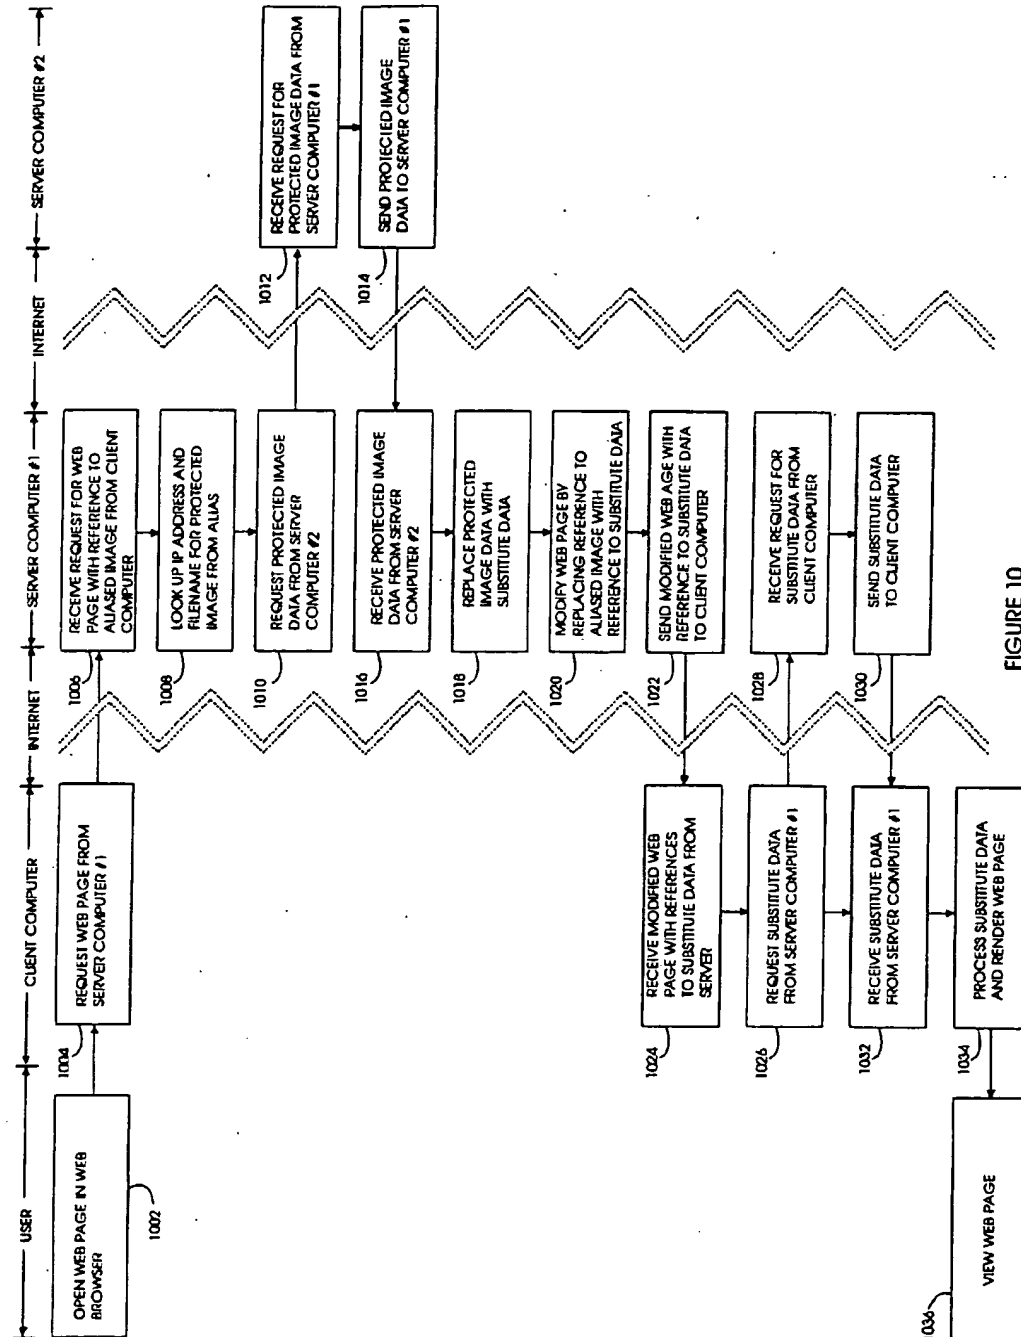 USER
CLIENT COMPUTER
INTERNET
SERVER COMPUTER #1
INTERNET
SERVER COMPUTER #2
OPEN WEB PAGE IN WEB
BROWSER
1002
REQUEST WEB PAGE FROM
SERVER COMPUTER #1
1004
RECEIVE REQUEST FOR WEB
PAGE WITH REFERENCE TO
ALIASED IMAGE FROM CLIENT
COMPUTER
1006
LOOK UP IP ADDRESS AND
FILENAME FOR PROTECTED
IMAGE FROM ALIAS
1008
REQUEST PROTECTED IMAGE
DATA FROM SERVER
COMPUTER #2
1010
RECEIVE REQUEST FOR
PROTECTED IMAGE DATA FROM
SERVER COMPUTER #1
1012
SEND PROTECTED IMAGE
DATA TO SERVER COMPUTER #1
1014
RECEIVE PROTECTED IMAGE
DATA FROM SERVER
COMPUTER #2
1016
REPLACE PROTECTED
IMAGE DATA WITH
SUBSTITUTE DATA
1018
MODIFY WEB PAGE BY
REPLACING REFERENCE TO
ALIASED IMAGE WITH
REFERENCE TO SUBSTITUTE DATA
1020
SEND MODIFIED WEB AGE WITH
REFERENCE TO SUBSTITUTE DATA
TO CLIENT COMPUTER
1022
RECEIVE MODIFIED WEB
PAGE WITH REFERENCES
TO SUBSTITUTE DATA FROM
SERVER
1024
REQUEST SUBSTITUTE DATA
FROM SERVER COMPUTER #1
1026
RECEIVE REQUEST FOR
SUBSTITUTE DATA FROM
CLIENT COMPUTER
1028
SEND SUBSTITUTE DATA
TO CLIENT COMPUTER
1030
RECEIVE SUBSTITUTE DATA
FROM SERVER COMPUTER #1
1032
PROCESS SUBSTITUTE DATA
AND RENDER WEB PAGE
1034
VIEW WEB PAGE
1036
FIGURE 10